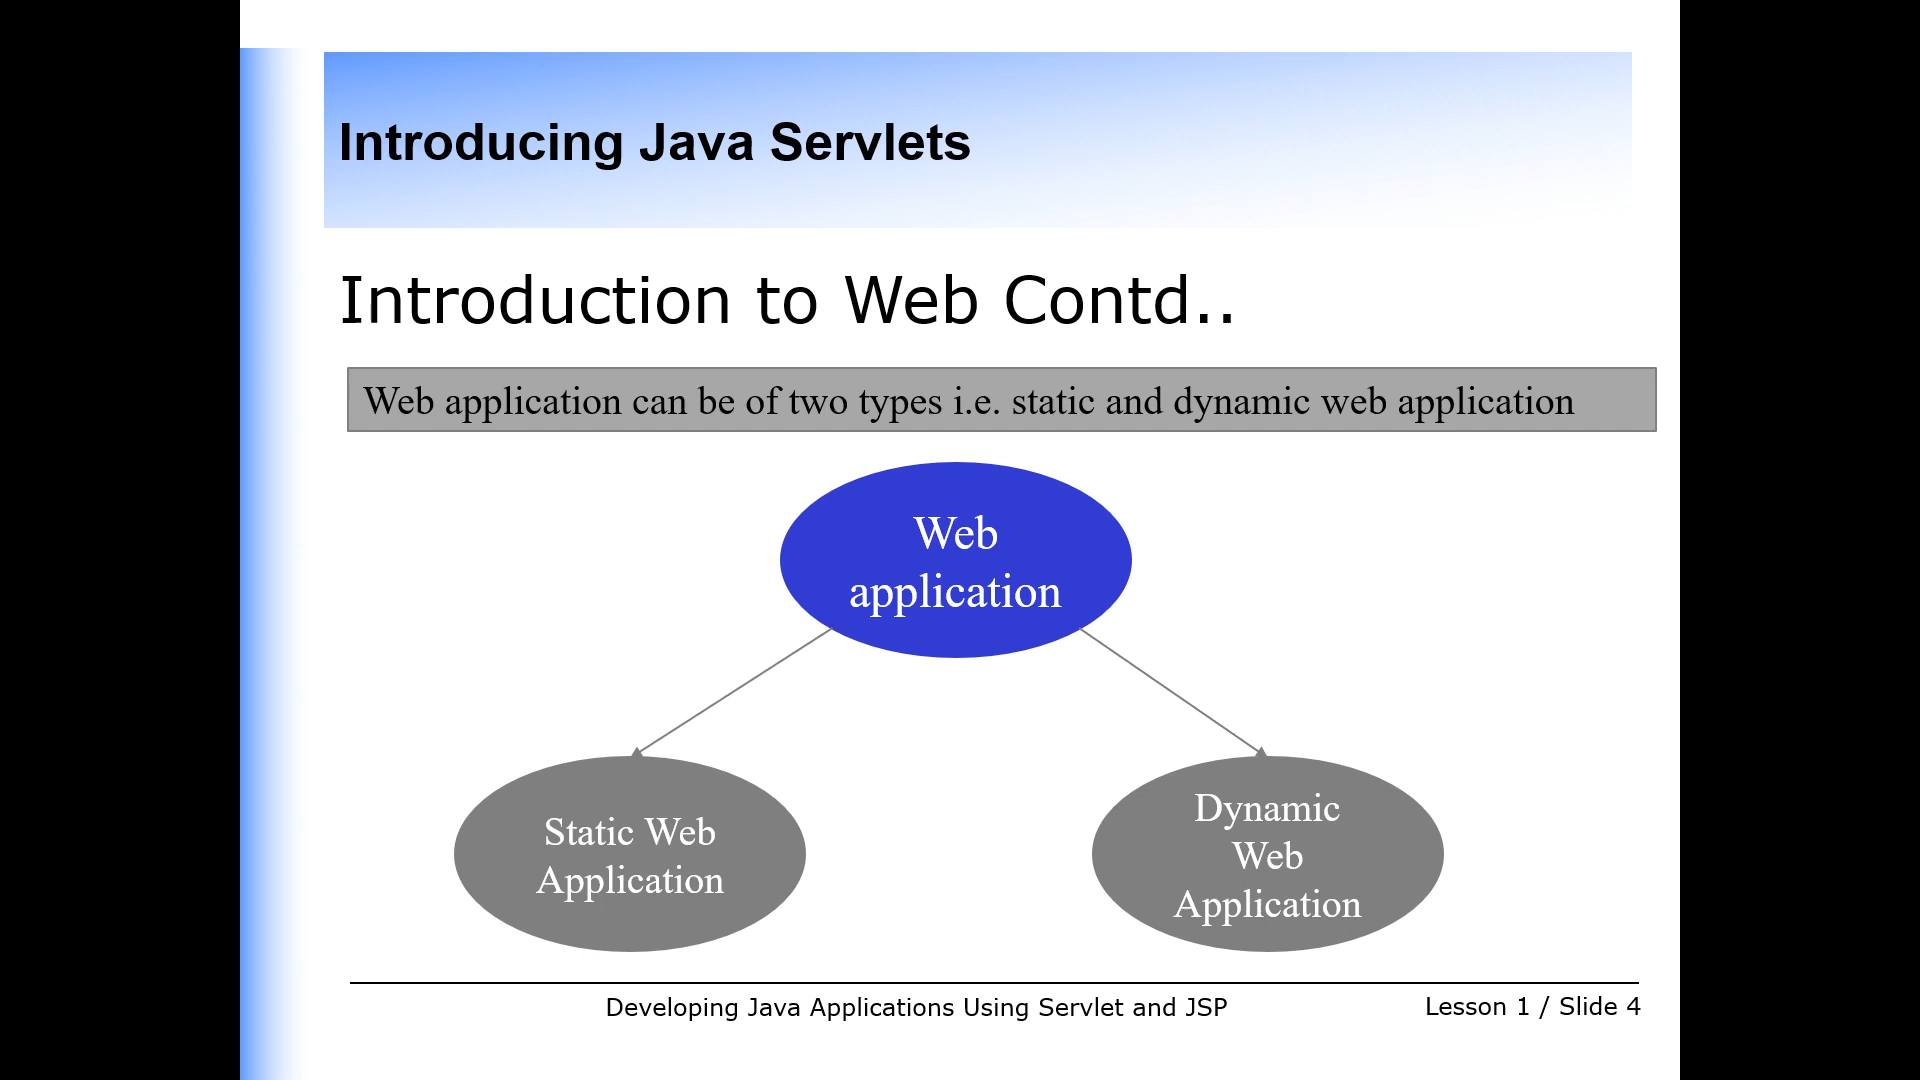 Introducing Java Servlets
Introduction to Web Contd..
Web application can be of two types i.e. static and dynamic web application
Web
application
Static Web
Application
Dynamic
Web
Application
Developing Java Applications Using Servlet and JSP
Lesson 1 / Slide 4